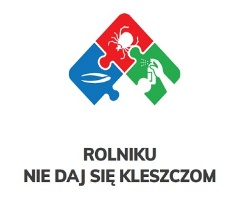 ROLNIKU
NIE DAJ SIĘ KLESZCZOM